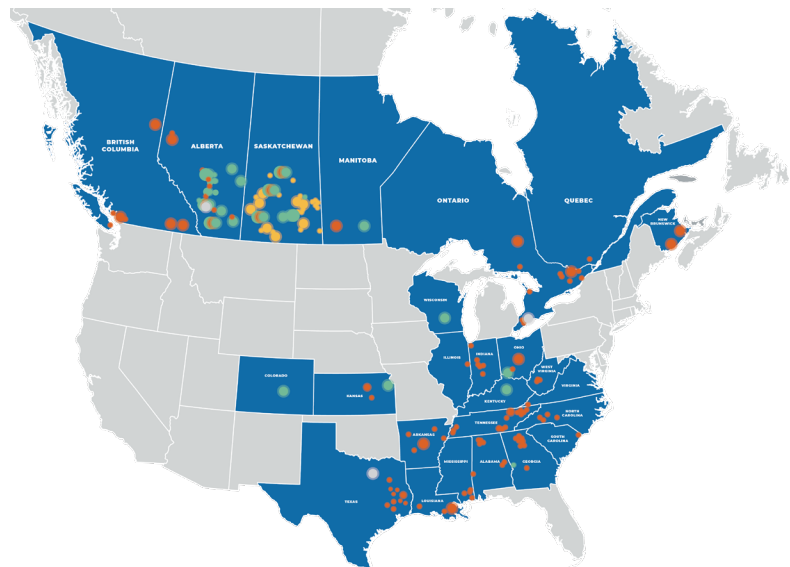 BRITISH
COLUMBIA
ALBERTA
SASKATCHEWAN
MANITOBA
ONTARIO
QUEBEC
NEW
BRUNSWICK
WISCONSIN
ILLINOIS
INDIANA
OHIO
WEST
VIRGINIA
VIRGINIA
COLORADO
KANSAS
KENTUCKY
NORTH
CAROLINA
TENNESSEE
ARKANSAS
SOUTH
CAROLINA
MISSISSIPPI
ALABAMA
GEORGIA
TEXAS
LOUISIANA